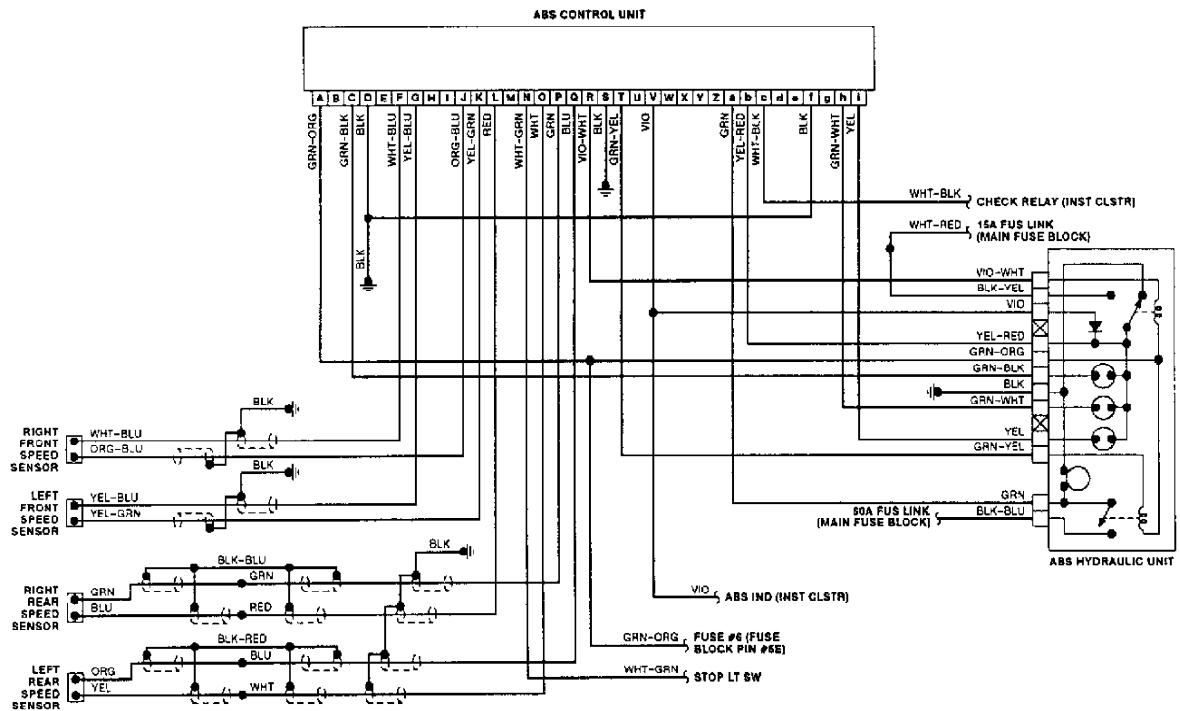 ABS CONTROL UNIT
A B C D E F G H I J K L M N O P Q R S T U V W X Y Z a b c d e f g h i
GRN-ORG
GRN-BLK
BLK
WHT-BLU
YEL-BLU
ORG-BLU
YEL-GRN
RED
WHT-GRN
WHT
GRN
BLU
VIO-WHT
BLK
GRN-YEL
VIO
GRN
YEL-RED
WHT-BLK
BLK
GRN-WHT
YEL
BLK
WHT-BLK
CHECK RELAY (INST CLSTR)
WHT-RED
15A FUS LINK
(MAIN FUSE BLOCK)
VIO-WHT
BLK-YEL
VIO
YEL-RED
GRN-ORG
GRN-BLK
BLK
GRN-WHT
YEL
GRN-YEL
GRN
BLK-BLU
80A FUS LINK
(MAIN FUSE BLOCK)
ABS HYDRAULIC UNIT
RIGHT
FRONT
SPEED
SENSOR
WHT-BLU
ORG-BLU
BLK
LEFT
FRONT
SPEED
SENSOR
YEL-BLU
YEL-GRN
BLK
RIGHT
REAR
SPEED
SENSOR
GRN
BLU
BLK-BLU
GRN
RED
BLK
LEFT
REAR
SPEED
SENSOR
ORG
YEL
BLK-RED
BLU
WHT
VIO
ABS IND (INST CLSTR)
GRN-ORG
FUSE #6 (FUSE
BLOCK PIN #6E)
WHT-GRN
STOP LT SW